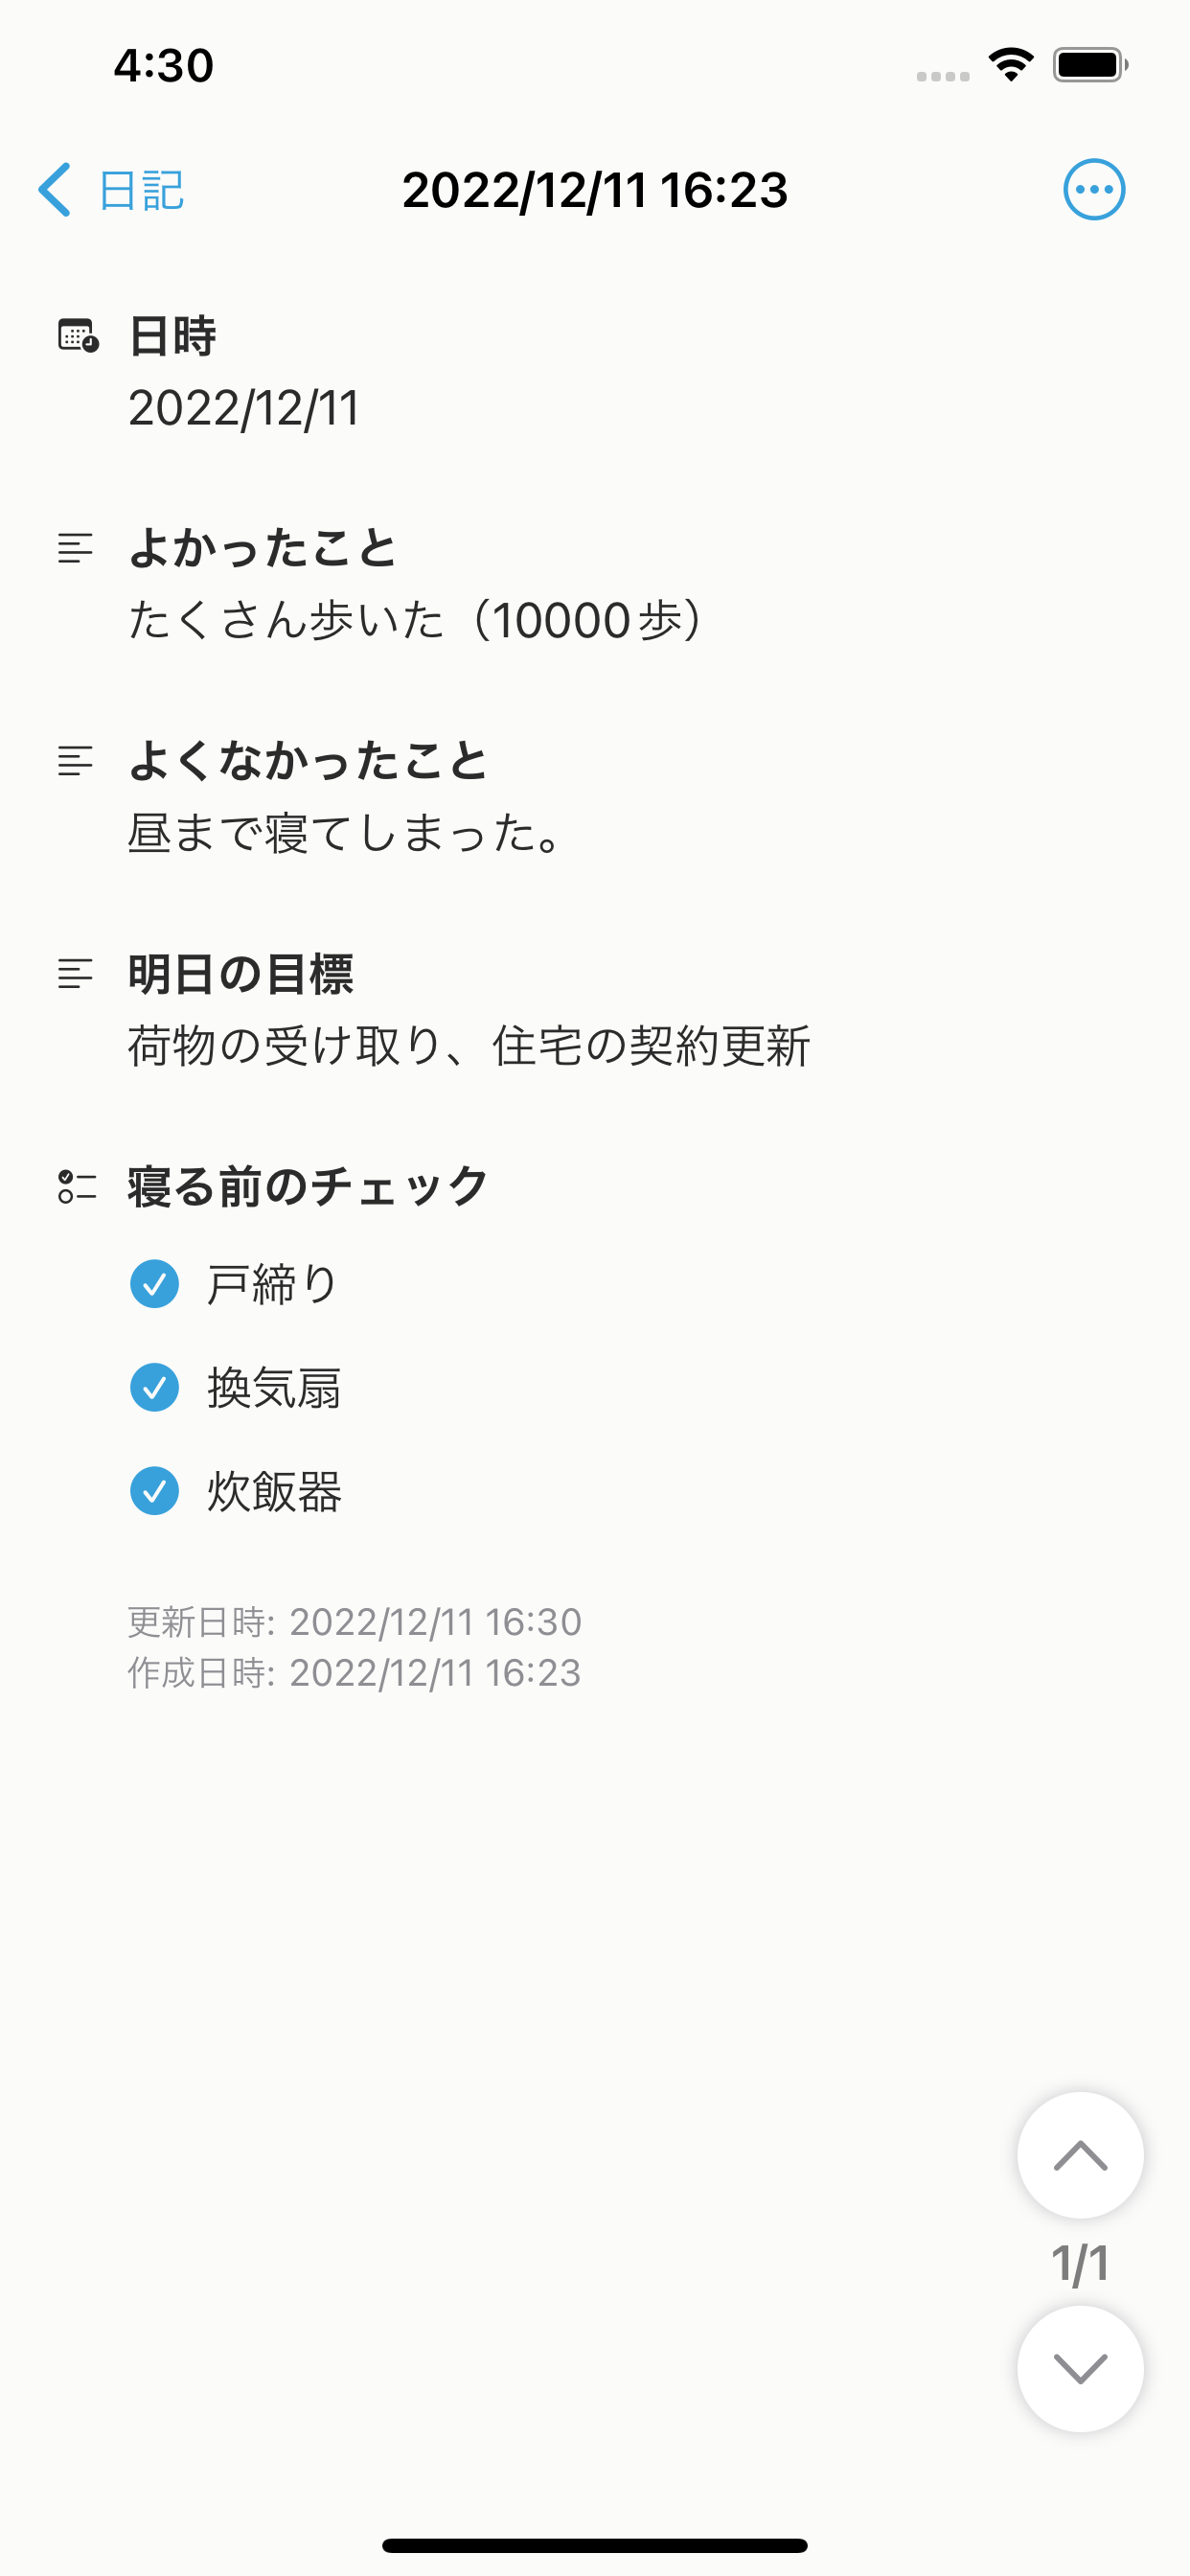 4:30
日記
2022/12/11 16:23
日時
2022/12/11
よかったこと
たくさん歩いた（10000歩）
よくなかったこと
昼まで寝てしまった。
明日の目標
荷物の受け取り、住宅の契約更新
寝る前のチェック
戸締り
換気扇
炊飯器
更新日時: 2022/12/11 16:30
作成日時: 2022/12/11 16:23
1/1